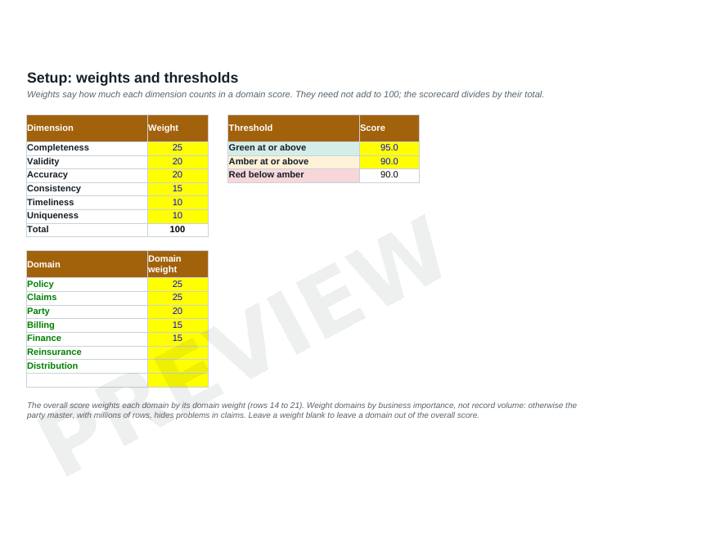 Setup: weights and thresholds
Weights say how much each dimension counts in a domain score. They need not add to 100; the scorecard divides by their total.
Dimension Weight Threshold Score
Completeness 25 Green at or above 95.0
Validity 20 Amber at or above 90.0
Accuracy 20 Red below amber 90.0
Consistency 15
Timeliness 10
Uniqueness 10
Total 100
Domain Domain
weight
Policy 25
Claims 25
Party 20
Billing 15
Finance 15
Reinsurance
Distribution
The overall score weights each domain by its domain weight (rows 14 to 21). Weight domains by business importance, not record volume: otherwise the
party master, with millions of rows, hides problems in claims. Leave a weight blank to leave a domain out of the overall score.
PREVIEW